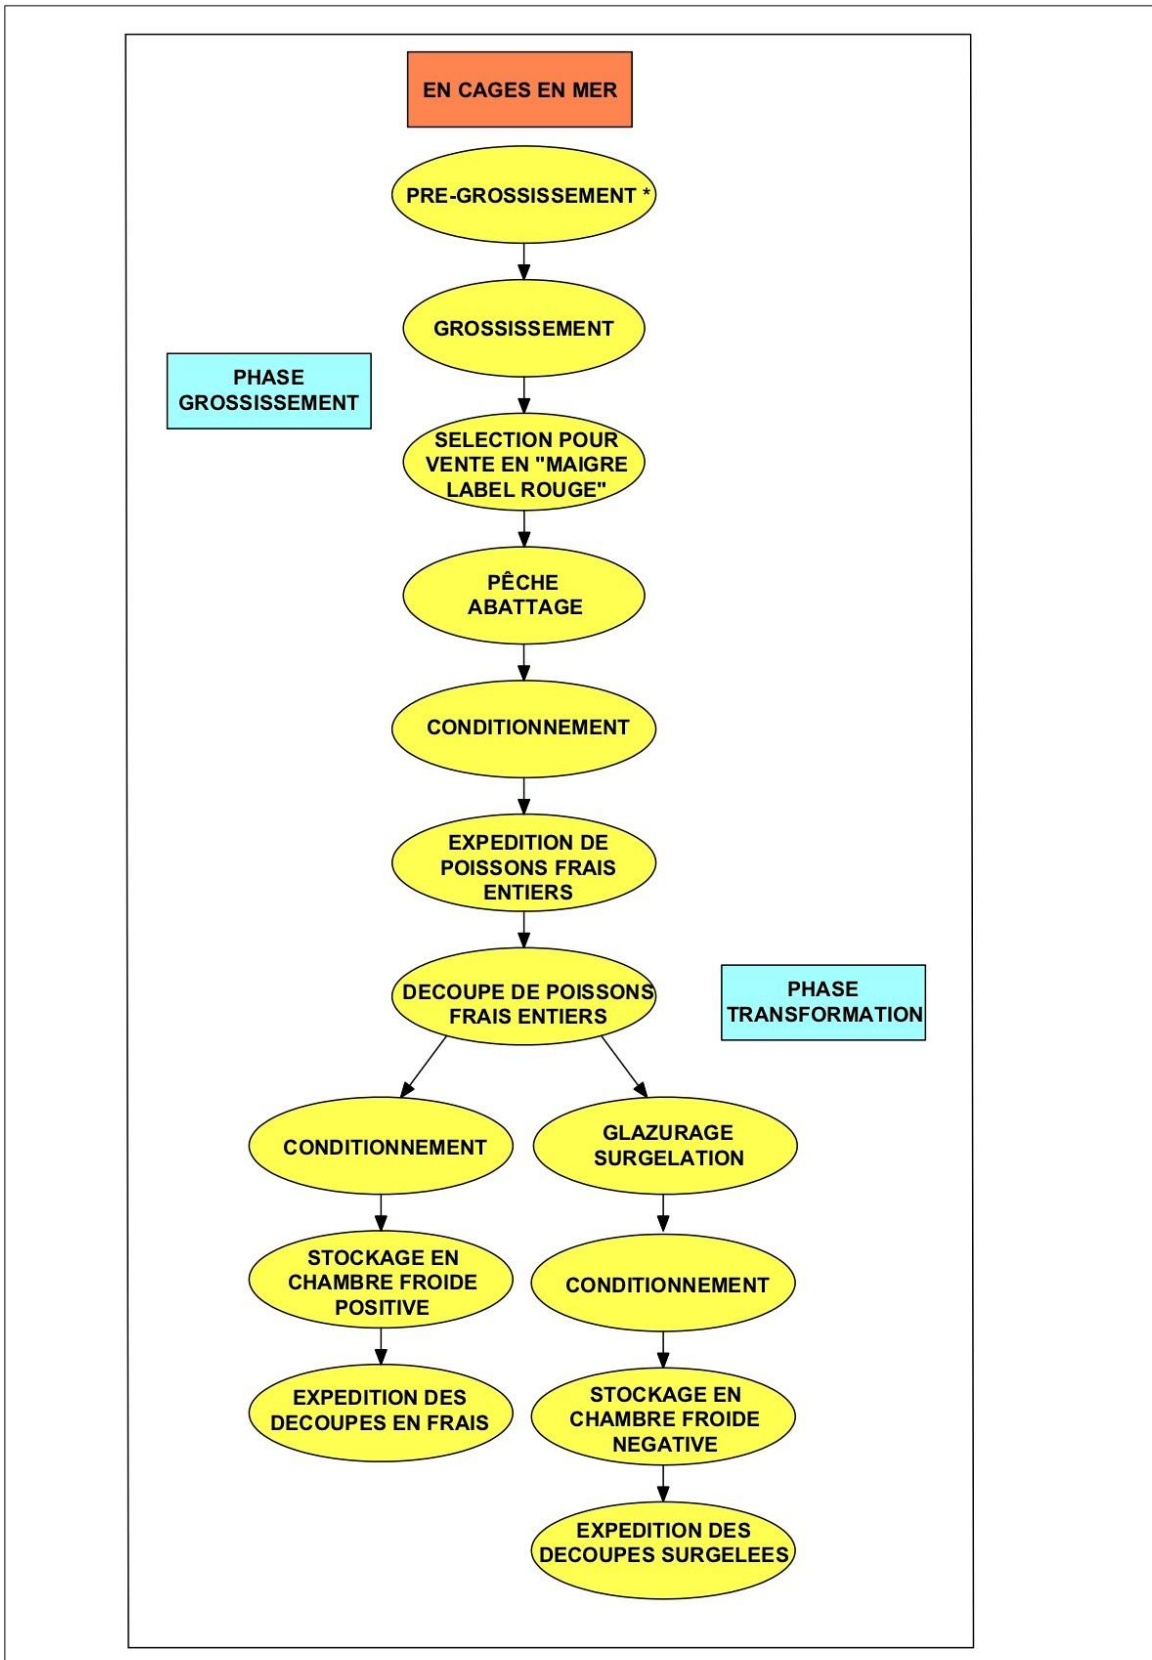 EN CAGES EN MER
PRE-GROSSISSEMENT *
GROSSISSEMENT
PHASE
GROSSISSEMENT
SELECTION POUR
VENTE EN "MAIGRE
LABEL ROUGE"
PÊCHE
ABATTAGE
CONDITIONNEMENT
EXPEDITION DE
POISSONS FRAIS
ENTIERS
DECOUPE DE POISSONS
FRAIS ENTIERS
PHASE
TRANSFORMATION
CONDITIONNEMENT
GLAZURAGE
SURGELATION
STOCKAGE EN
CHAMBRE FROIDE
POSITIVE
CONDITIONNEMENT
EXPEDITION DES
DECOUPES EN FRAIS
STOCKAGE EN
CHAMBRE FROIDE
NEGATIVE
EXPEDITION DES
DECOUPES SURGELEES